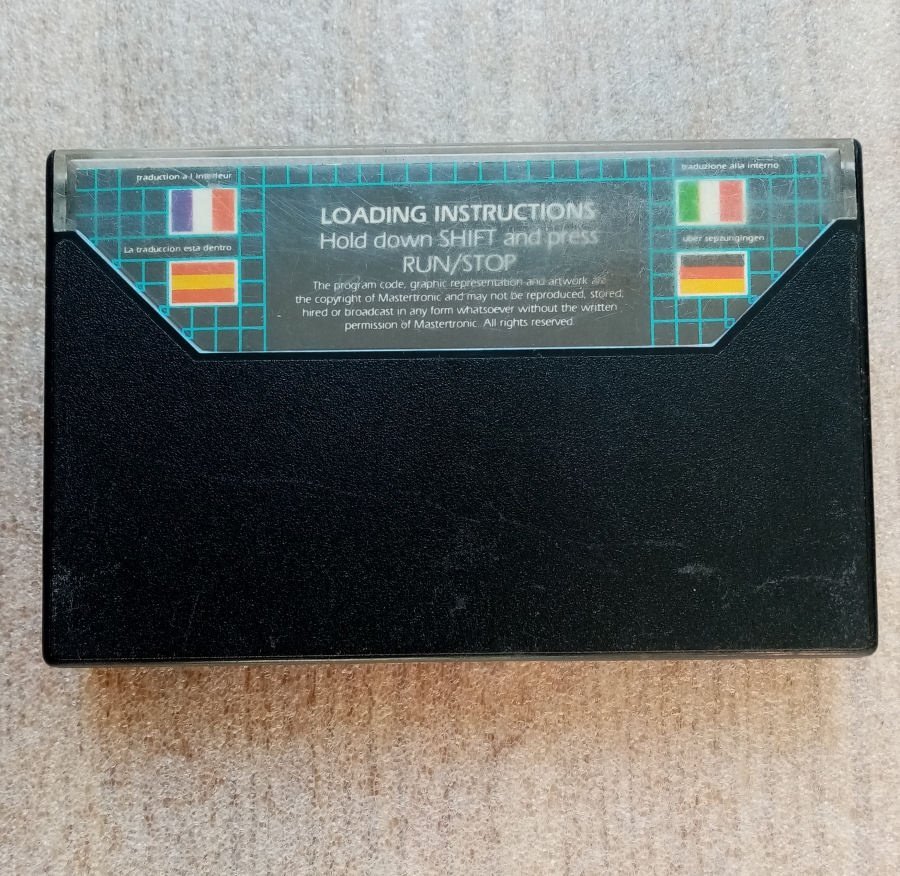 traduction a l interieur
La traduccion esta dentro
LOADING INSTRUCTIONS
Hold down SHIFT and press
RUN/STOP
The program code, graphic representation and artwork are
the copyright of Mastertronic and may not be reproduced, stored,
hired or broadcast in any form whatsoever without the written
permission of Mastertronic. All rights reserved.
traduzione alla interno
uber sepzungingen